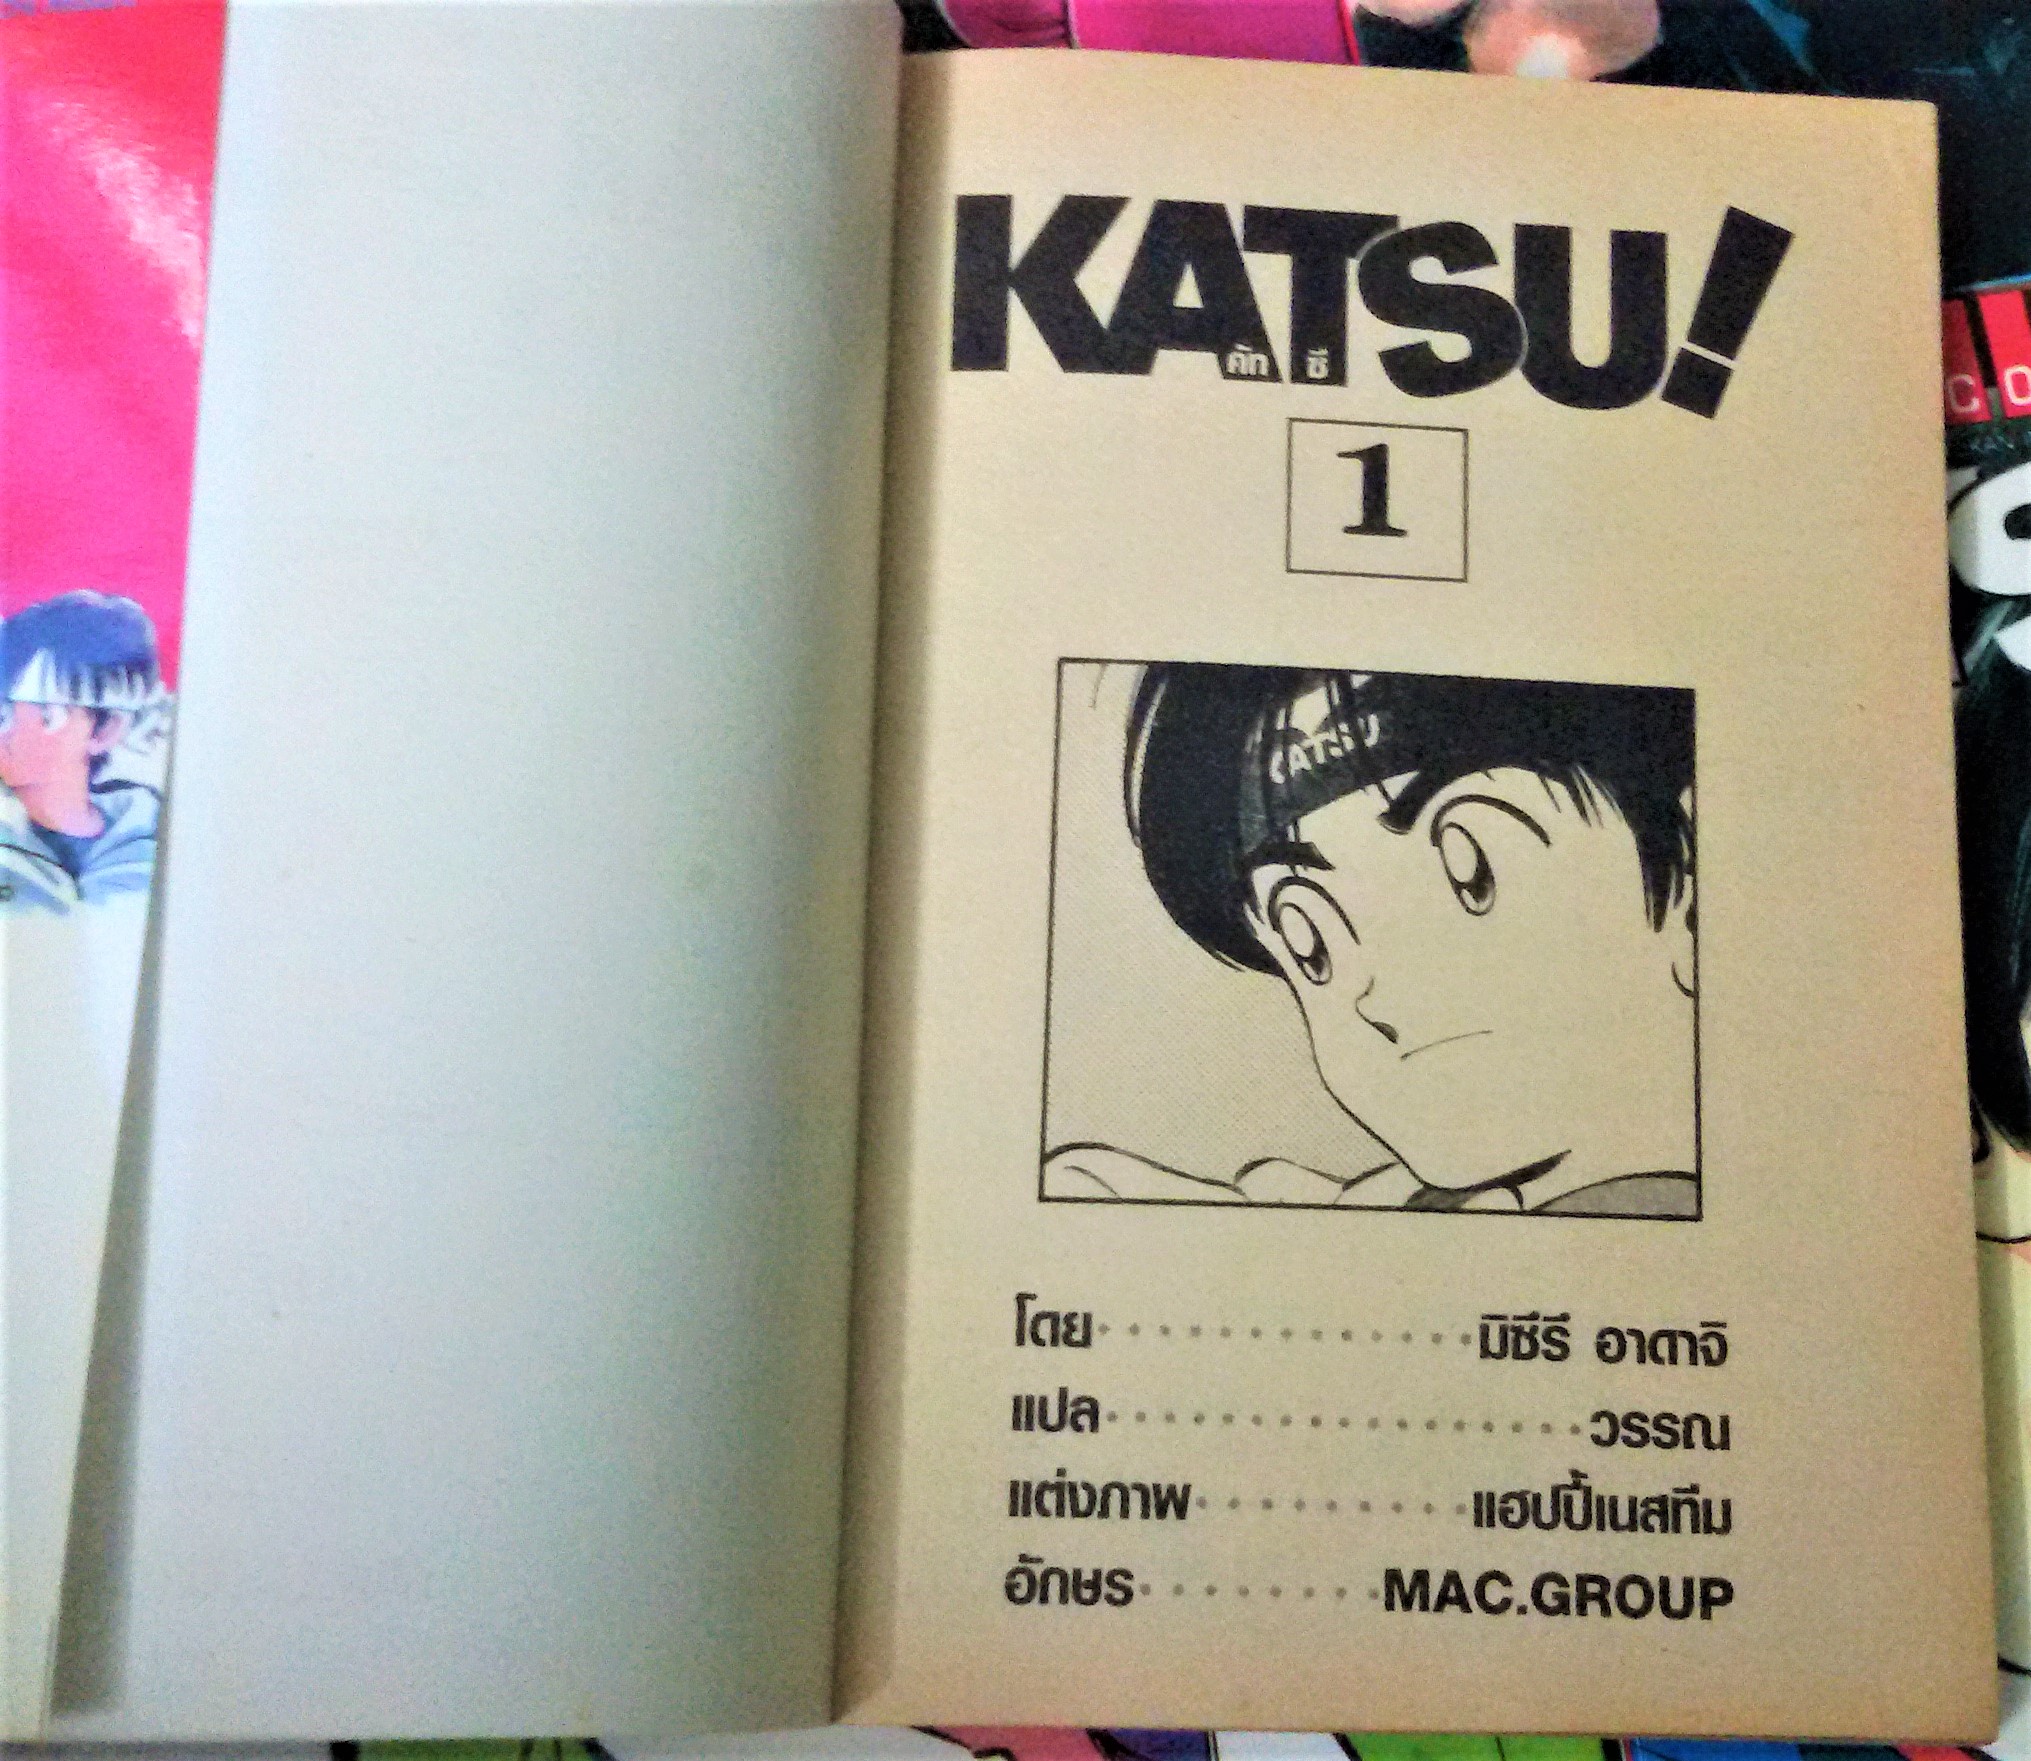 KATSU!
คัท ซึ
1
KATSU
โดย มิซึรึ อาดาจิ
แปล วรรณ
แต่งภาพ แฮปปี้เนสทีม
อักษร MAC.GROUP